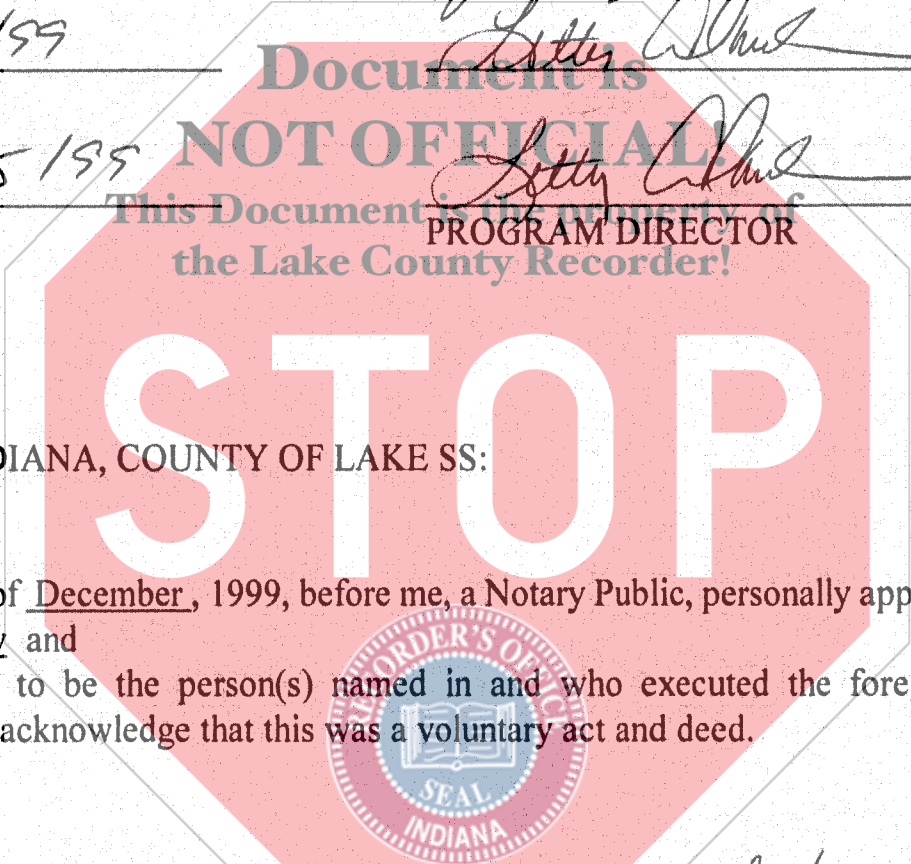 /99
Document is
NOT OFFICIAL!
5/99
This Document is the property of
PROGRAM DIRECTOR
the Lake County Recorder!
STOP
DIANA, COUNTY OF LAKE SS:
of December, 1999, before me, a Notary Public, personally app
and
to be the person(s) named in and who executed the fore
acknowledge that this was a voluntary act and deed.
RECORDER'S OFFICE
SEAL
INDIANA